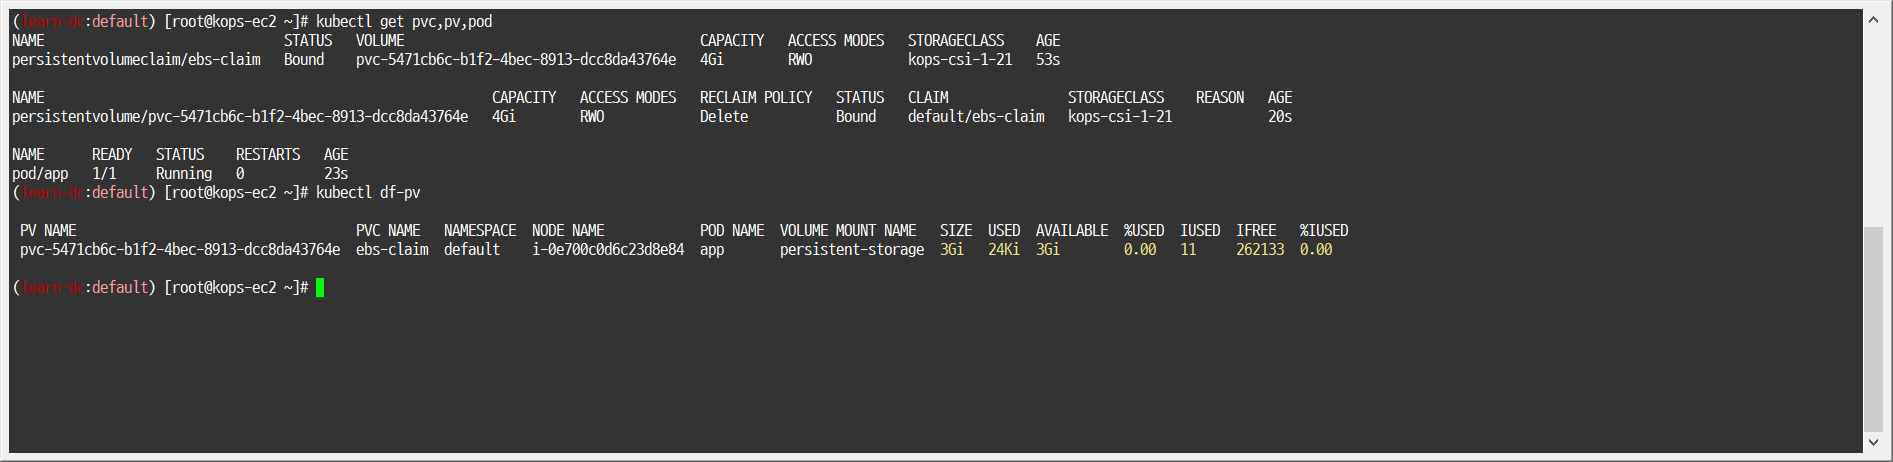 (learn-dc:default) [root@kops-ec2 ~]# kubectl get pvc,pv,pod
NAME                              STATUS   VOLUME                                     CAPACITY   ACCESS MODES   STORAGECLASS    AGE
persistentvolumeclaim/ebs-claim   Bound    pvc-5471cb6c-b1f2-4bec-8913-dcc8da43764e   4Gi        RWO            kops-csi-1-21   53s
NAME                                                        CAPACITY   ACCESS MODES   RECLAIM POLICY   STATUS   CLAIM               STORAGECLASS    REASON   AGE
persistentvolume/pvc-5471cb6c-b1f2-4bec-8913-dcc8da43764e   4Gi        RWO            Delete           Bound    default/ebs-claim   kops-csi-1-21            20s
NAME      READY   STATUS    RESTARTS   AGE
pod/app   1/1     Running   0          23s
(learn-dc:default) [root@kops-ec2 ~]# kubectl df-pv
PV NAME                                   PVC NAME   NAMESPACE  NODE NAME            POD NAME  VOLUME MOUNT NAME   SIZE  USED  AVAILABLE  %USED  IUSED  IFREE   %IUSED
pvc-5471cb6c-b1f2-4bec-8913-dcc8da43764e  ebs-claim  default    i-0e700c0d6c23d8e84  app       persistent-storage  3Gi   24Ki  3Gi        0.00   11     262133  0.00
(learn-dc:default) [root@kops-ec2 ~]#